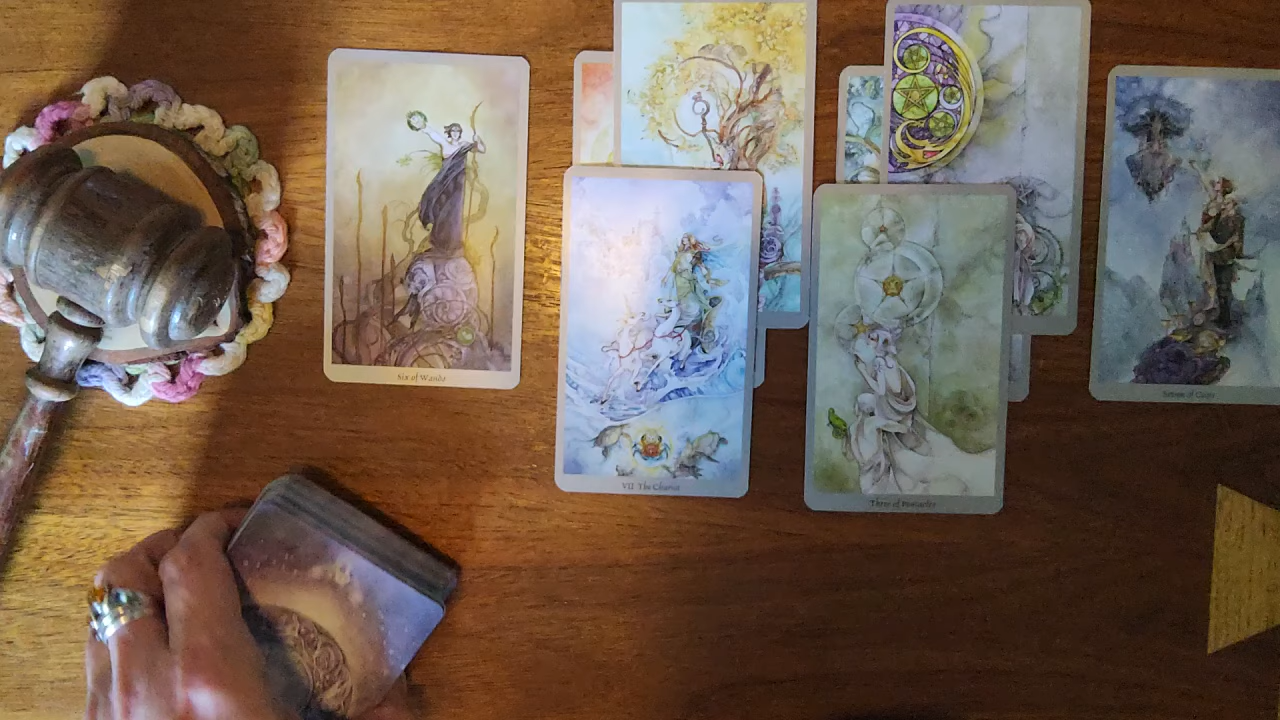 Six of Wands
VII The Chariot
Three of Pentacles
Seven of Cups